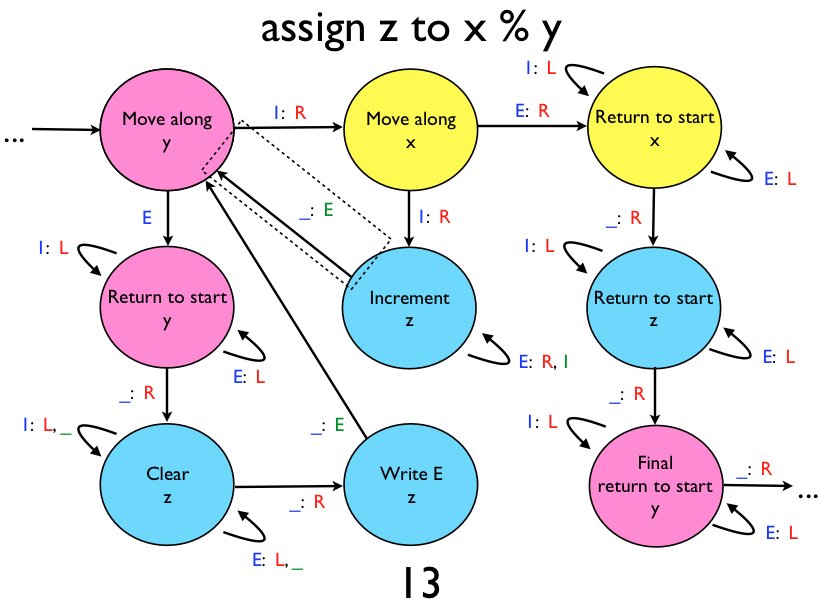 assign z to x % y
...
Move along
y
I: R
Move along
x
E: R
I: L
Return to start
x
E: L
E
_: E
I: R
_: R
I: L
Return to start
y
E: L
Increment
z
E: R, I
I: L
Return to start
z
E: L
_: R
_: R
I: L,_
Clear
z
E: L,_
_: R
_: E
Write E
z
I: L
Final
return to start
y
_: R
...
E: L
13